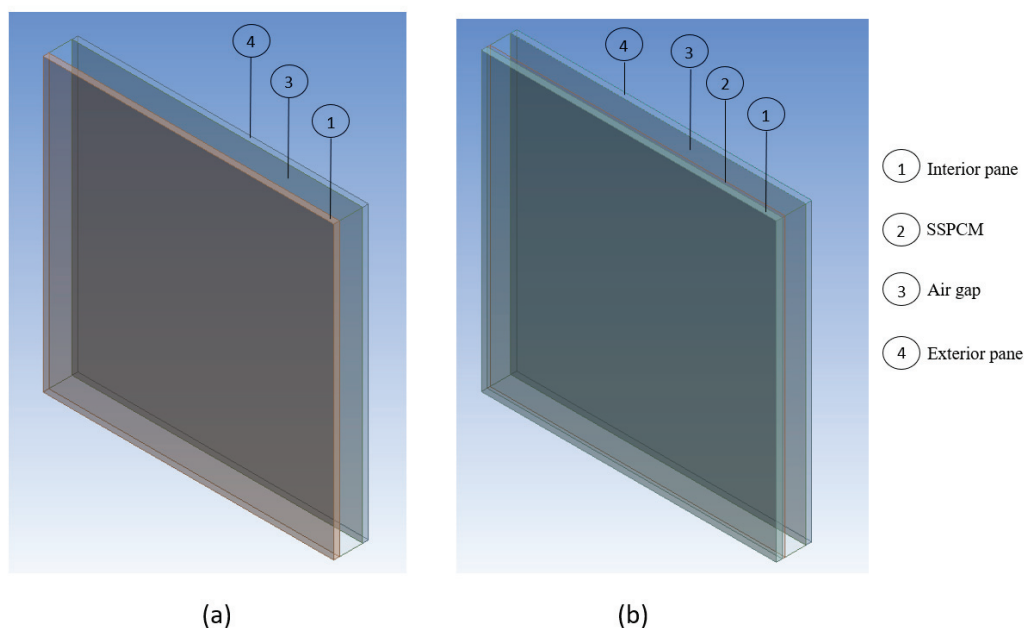 4
3
1
4
3
2
1
1 Interior pane
2 SSPCM
3 Air gap
4 Exterior pane
(a)
(b)